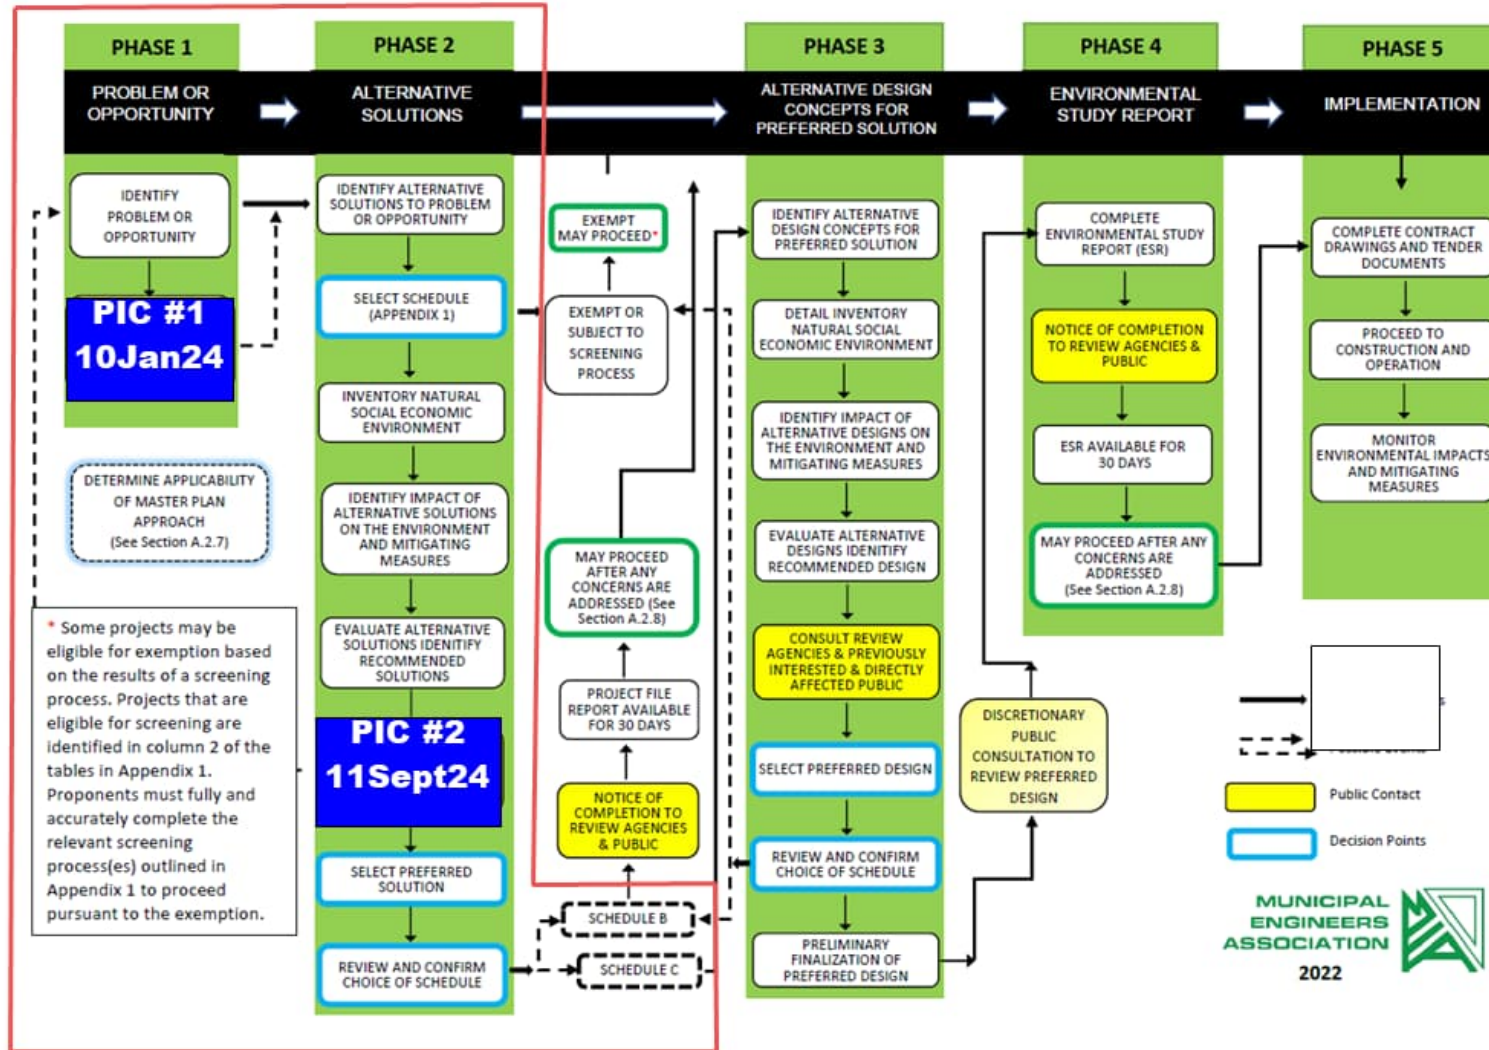 PHASE 1
PROBLEM OR
OPPORTUNITY
IDENTIFY
PROBLEM OR
OPPORTUNITY
PIC #1
10Jan24
DETERMINE APPLICABILITY
OF MASTER PLAN
APPROACH
(See Section A.2.7)
* Some projects may be
eligible for exemption based
on the results of a screening
process. Projects that are
eligible for screening are
identified in column 2 of the
tables in Appendix 1.
Proponents must fully and
accurately complete the
relevant screening
process(es) outlined in
Appendix 1 to proceed
pursuant to the exemption.
PHASE 2
ALTERNATIVE
SOLUTIONS
IDENTIFY ALTERNATIVE
SOLUTIONS TO PROBLEM
OR OPPORTUNITY
SELECT SCHEDULE
(APPENDIX 1)
INVENTORY NATURAL
SOCIAL ECONOMIC
ENVIRONMENT
IDENTIFY IMPACT OF
ALTERNATIVE SOLUTIONS
ON THE ENVIRONMENT
AND MITIGATING
MEASURES
EVALUATE ALTERNATIVE
SOLUTIONS IDENITIFY
RECOMMENDED
SOLUTIONS
PIC #2
11Sept24
SELECT PREFERRED
SOLUTION
REVIEW AND CONFIRM
CHOICE OF SCHEDULE
EXEMPT
MAY PROCEED*
EXEMPT OR
SUBJECT TO
SCREENING
PROCESS
MAY PROCEED
AFTER ANY
CONCERNS ARE
ADDRESSED (See
Section A.2.8)
PROJECT FILE
REPORT AVAILABLE
FOR 30 DAYS
NOTICE OF
COMPLETION TO
REVIEW AGENCIES
& PUBLIC
SCHEDULE B
SCHEDULE C
PHASE 3
ALTERNATIVE DESIGN
CONCEPTS FOR
PREFERRED SOLUTION
IDENTIFY ALTERNATIVE
DESIGN CONCEPTS FOR
PREFERRED SOLUTION
DETAIL INVENTORY
NATURAL SOCIAL
ECONOMIC ENVIRONMENT
IDENTIFY IMPACT OF
ALTERNATIVE DESIGNS ON
THE ENVIRONMENT AND
MITIGATING MEASURES
EVALUATE ALTERNATIVE
DESIGNS IDENITIFY
RECOMMENDED DESIGN
CONSULT REVIEW
AGENCIES & PREVIOUSLY
INTERESTED & DIRECTLY
AFFECTED PUBLIC
SELECT PREFERRED DESIGN
REVIEW AND CONFIRM
CHOICE OF SCHEDULE
PRELIMINARY
FINALIZATION OF
PREFERRED DESIGN
DISCRETIONARY
PUBLIC
CONSULTATION TO
REVIEW PREFERRED
DESIGN
PHASE 4
ENVIRONMENTAL
STUDY REPORT
COMPLETE
ENVIRONMENTAL STUDY
REPORT (ESR)
NOTICE OF COMPLETION
TO REVIEW AGENCIES &
PUBLIC
ESR AVAILABLE FOR
30 DAYS
MAY PROCEED AFTER ANY
CONCERNS ARE
ADDRESSED
(See Section A.2.8)
PHASE 5
IMPLEMENTATION
COMPLETE CONTRACT
DRAWINGS AND TENDER
DOCUMENTS
PROCEED TO
CONSTRUCTION AND
OPERATION
MONITOR
ENVIRONMENTAL IMPACTS
AND MITIGATING
MEASURES
Public Contact
Decision Points
MUNICIPAL
ENGINEERS
ASSOCIATION
2022